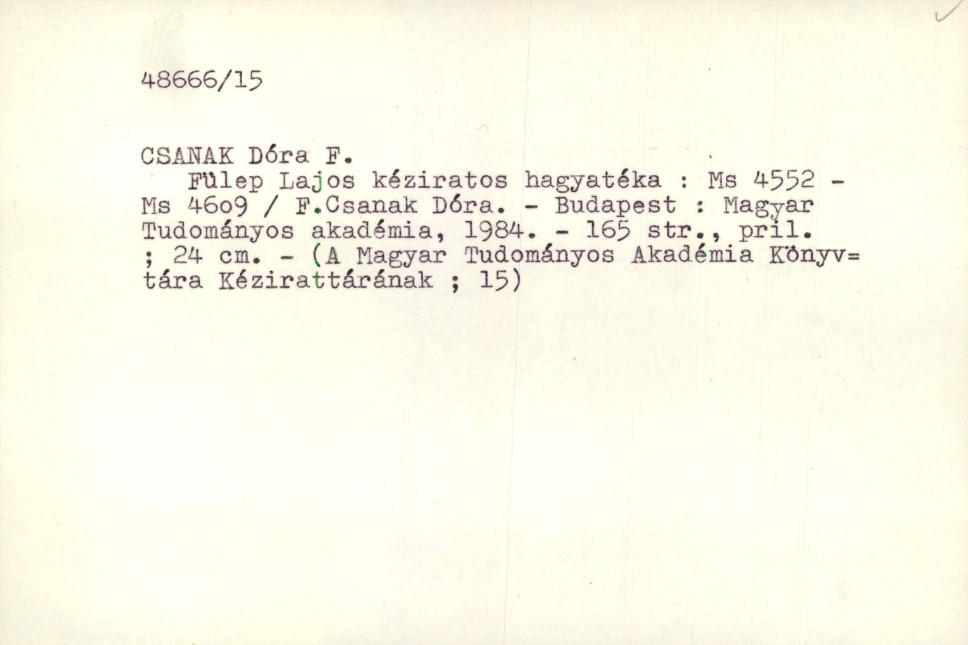 48666/15
CSANAK Dóra F.
Fülep Lajos kéziratos hagyatéka : Ms 4552 -
Ms 46o9 / F.Csanak Dóra. - Budapest : Magyar
Tudományos akadémia, 1984. - 165 str., pril.
; 24 cm. - (A Magyar Tudományos Akadémia Könyv=
tára Kézirattárának ; 15)